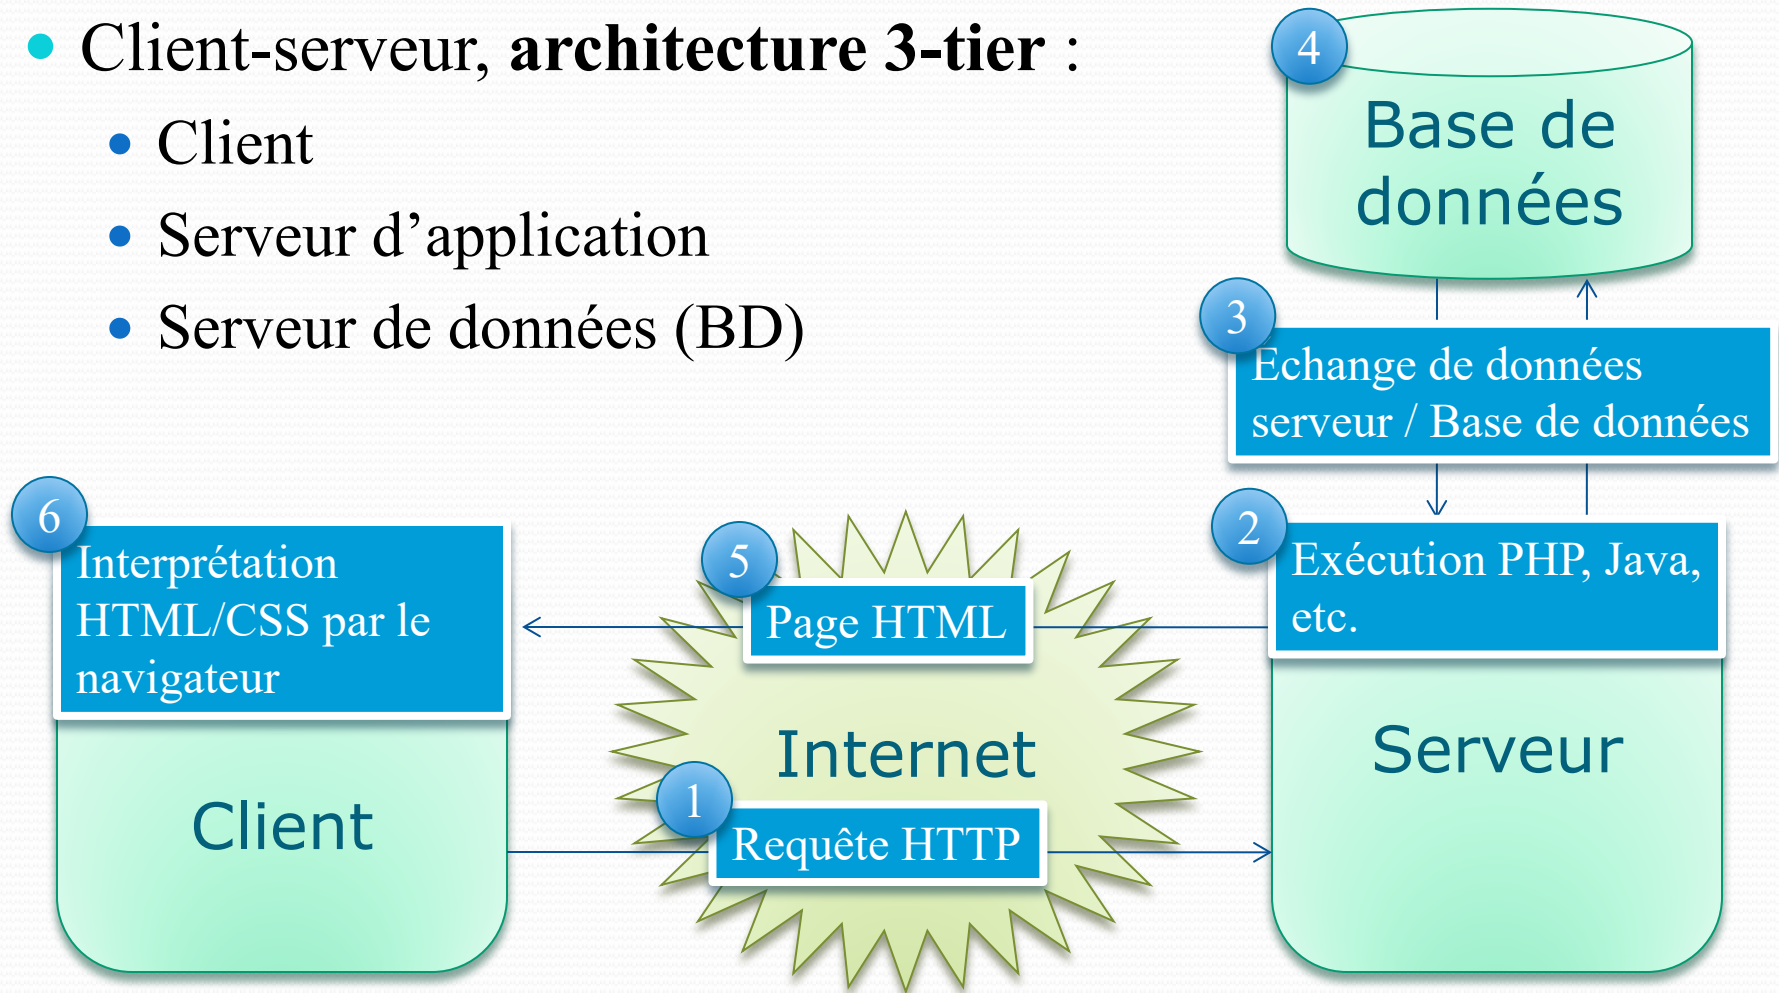 Client-serveur, architecture 3-tier :
Client
Serveur d’application
Serveur de données (BD)
4
Base de
données
3
Échange de données
serveur / Base de données
6
Interprétation
HTML/CSS par le
navigateur
Client
5
Page HTML
Internet
1
Requête HTTP
2
Exécution PHP, Java,
etc.
Serveur